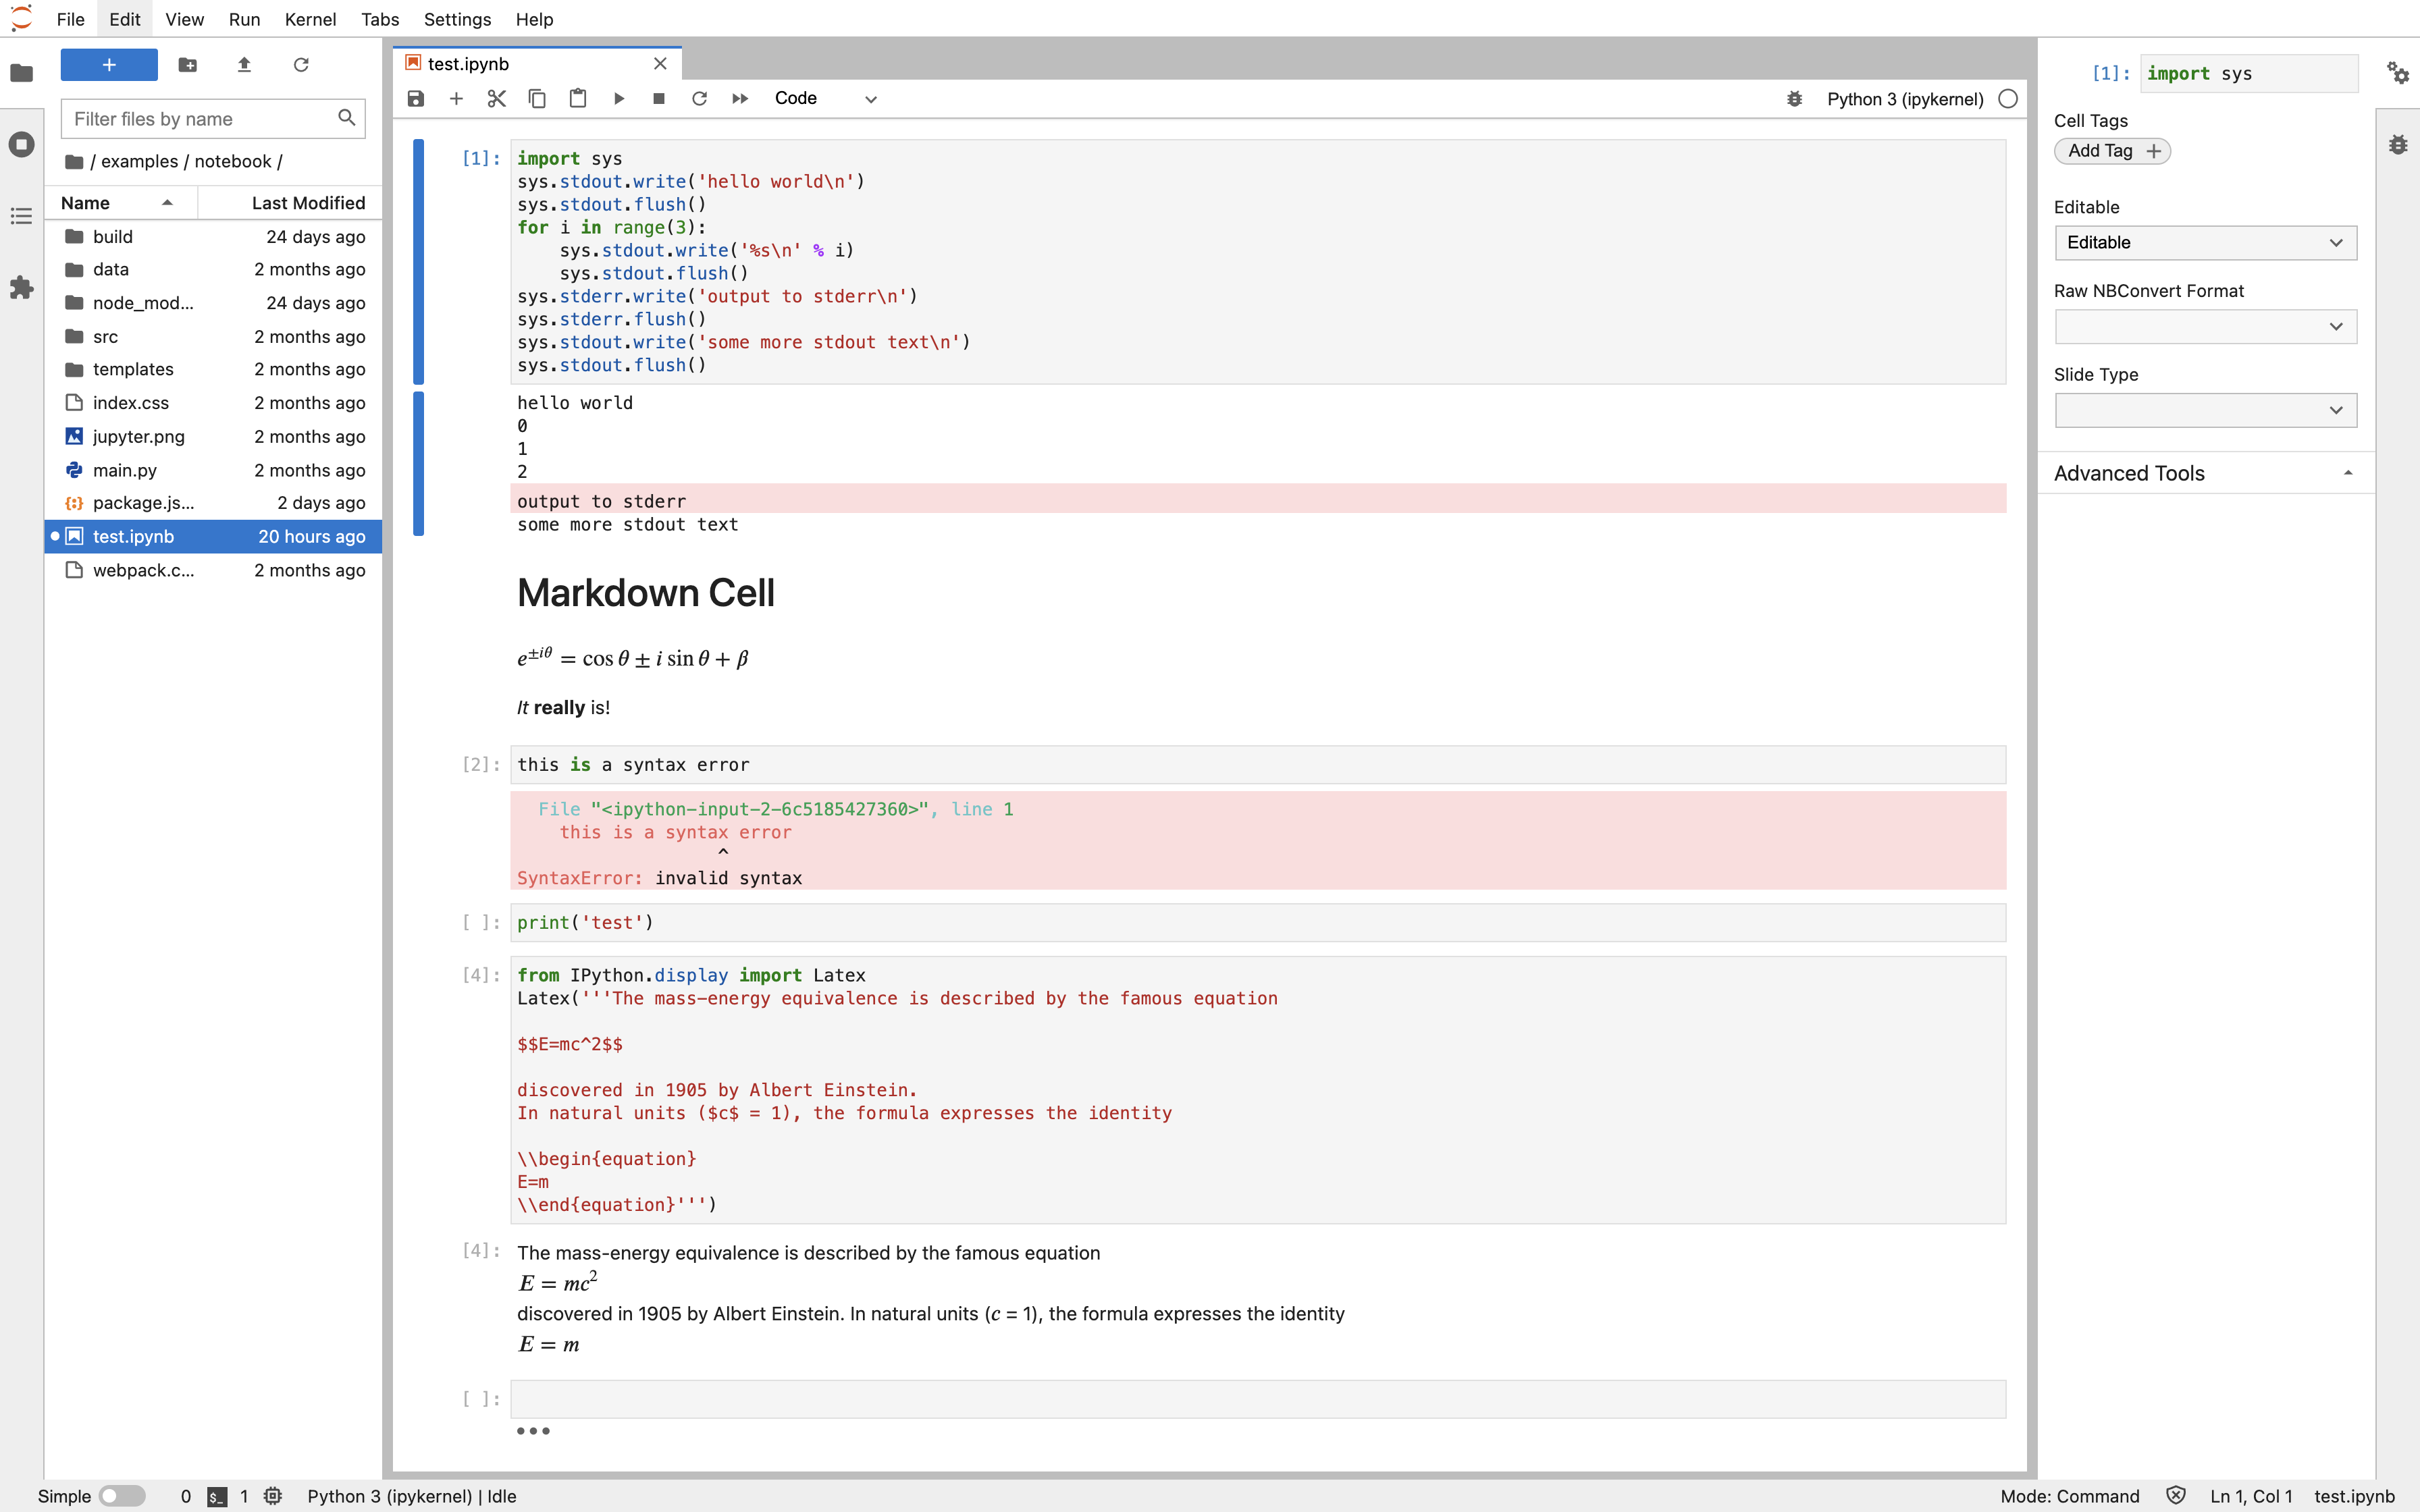 File Edit View Run Kernel Tabs Settings Help
Filter files by name
/ examples / notebook /
Name Last Modified
build 24 days ago
data 2 months ago
node_mod... 24 days ago
src 2 months ago
templates 2 months ago
index.css 2 months ago
jupyter.png 2 months ago
main.py 2 months ago
package.js... 2 days ago
test.ipynb 20 hours ago
webpack.c... 2 months ago
test.ipynb
Code
Python 3 (ipykernel)
[1]: import sys
sys.stdout.write('hello world\n')
sys.stdout.flush()
for i in range(3):
    sys.stdout.write('%s\n' % i)
    sys.stdout.flush()
sys.stderr.write('output to stderr\n')
sys.stderr.flush()
sys.stdout.write('some more stdout text\n')
sys.stdout.flush()
hello world
0
1
2
output to stderr
some more stdout text
Markdown Cell
e^{±iθ} = cos θ ± i sin θ + β
It really is!
[2]: this is a syntax error
  File "<ipython-input-2-6c5185427360>", line 1
    this is a syntax error
                   ^
SyntaxError: invalid syntax
[ ]: print('test')
[4]: from IPython.display import Latex
Latex('''The mass-energy equivalence is described by the famous equation
$$E=mc^2$$
discovered in 1905 by Albert Einstein.
In natural units ($c$ = 1), the formula expresses the identity
\\begin{equation}
E=m
\\end{equation}''')
[4]: The mass-energy equivalence is described by the famous equation
E = mc²
discovered in 1905 by Albert Einstein. In natural units (c = 1), the formula expresses the identity
E = m
[ ]:
[1]: import sys
Cell Tags
Add Tag +
Editable
Editable
Raw NBConvert Format
Slide Type
Advanced Tools
Simple 0 $_ 1 Python 3 (ipykernel) | Idle
Mode: Command Ln 1, Col 1 test.ipynb